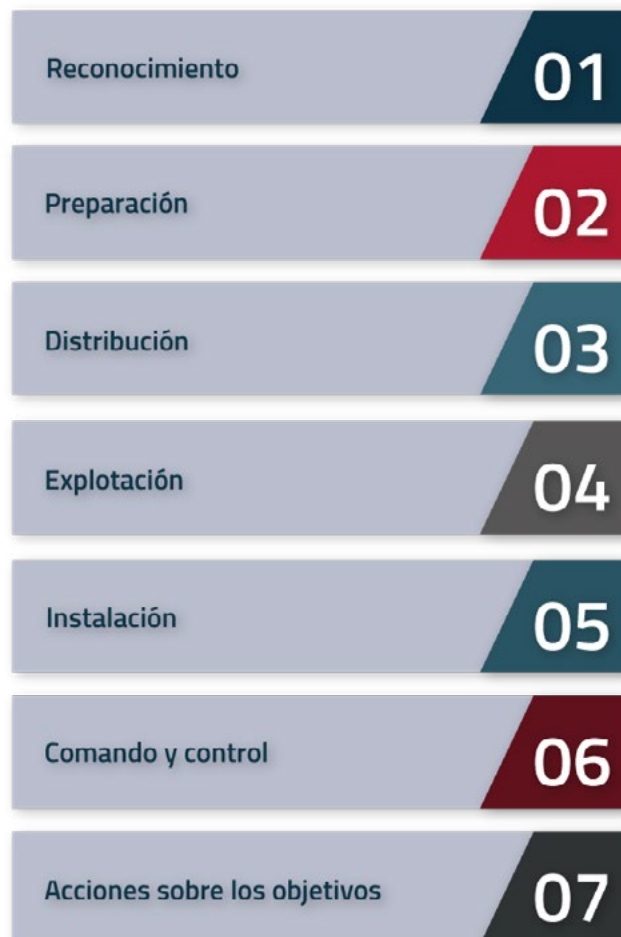 Reconocimiento 01
Preparación 02
Distribución 03
Explotación 04
Instalación 05
Comando y control 06
Acciones sobre los objetivos 07